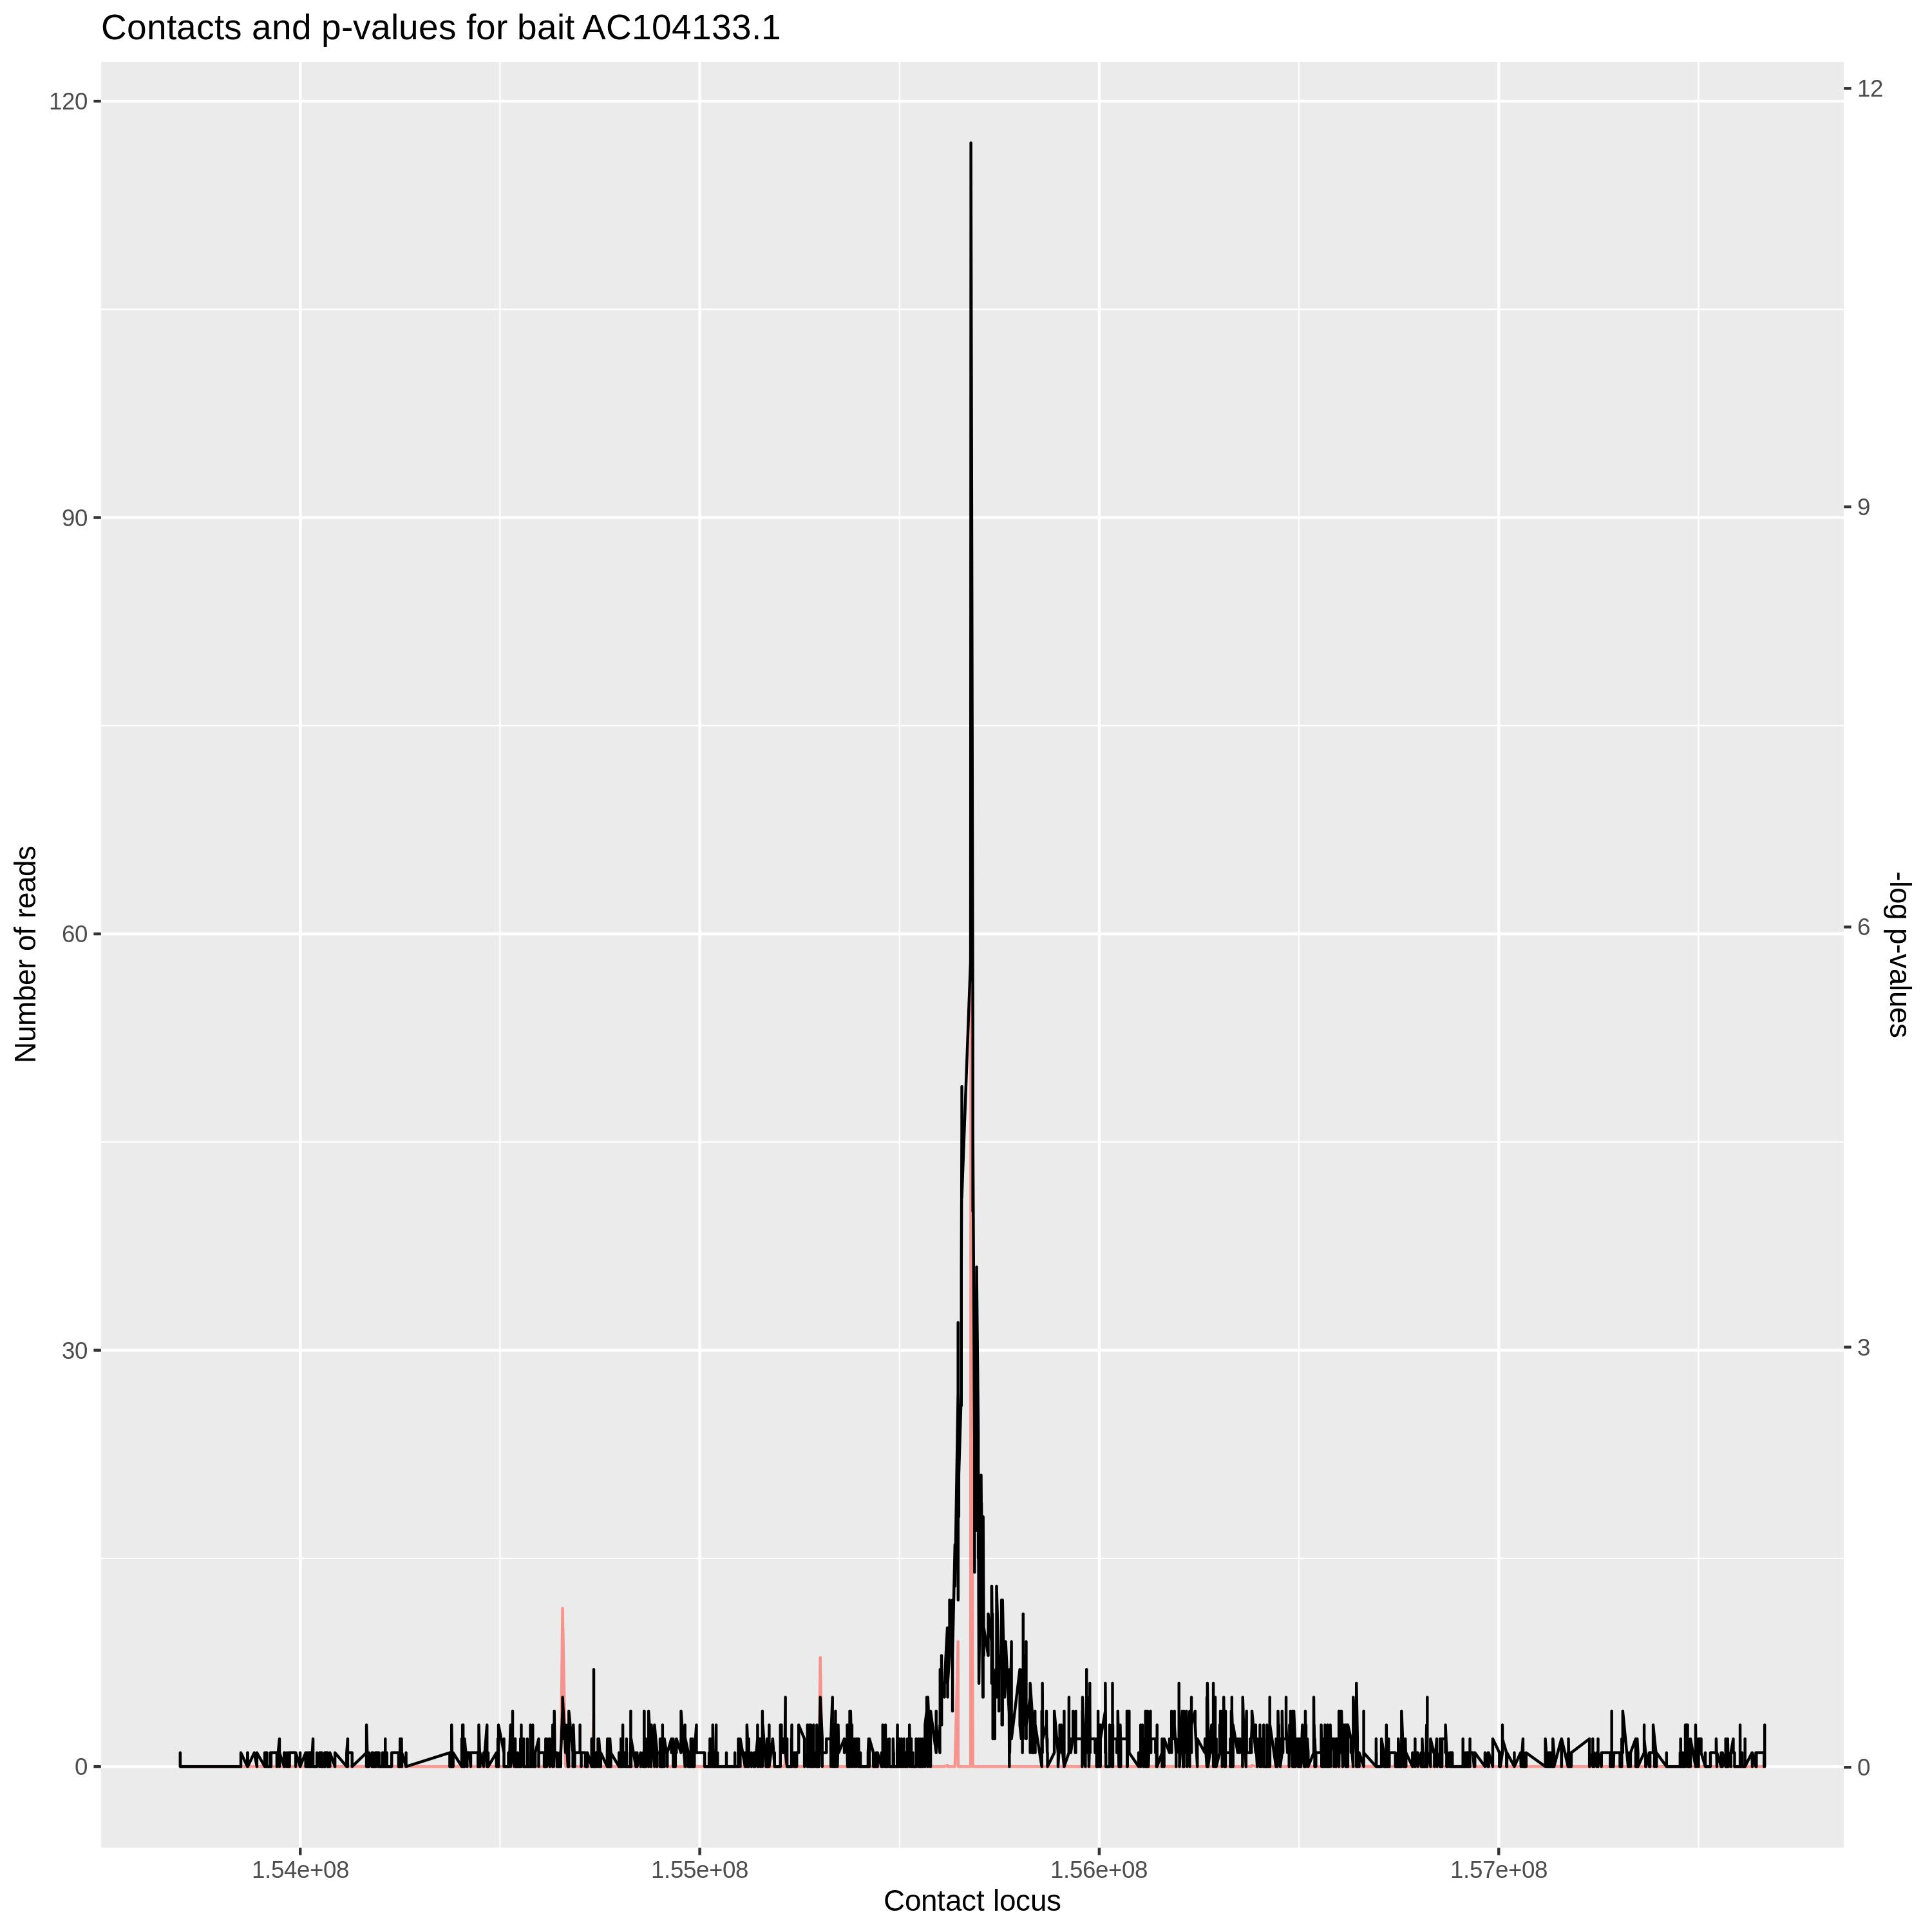 Contacts and p-values for bait AC104133.1
120
90
60
30
0
12
9
6
3
0
Number of reads
-log p-values
1.54e+08
1.55e+08
1.56e+08
1.57e+08
Contact locus